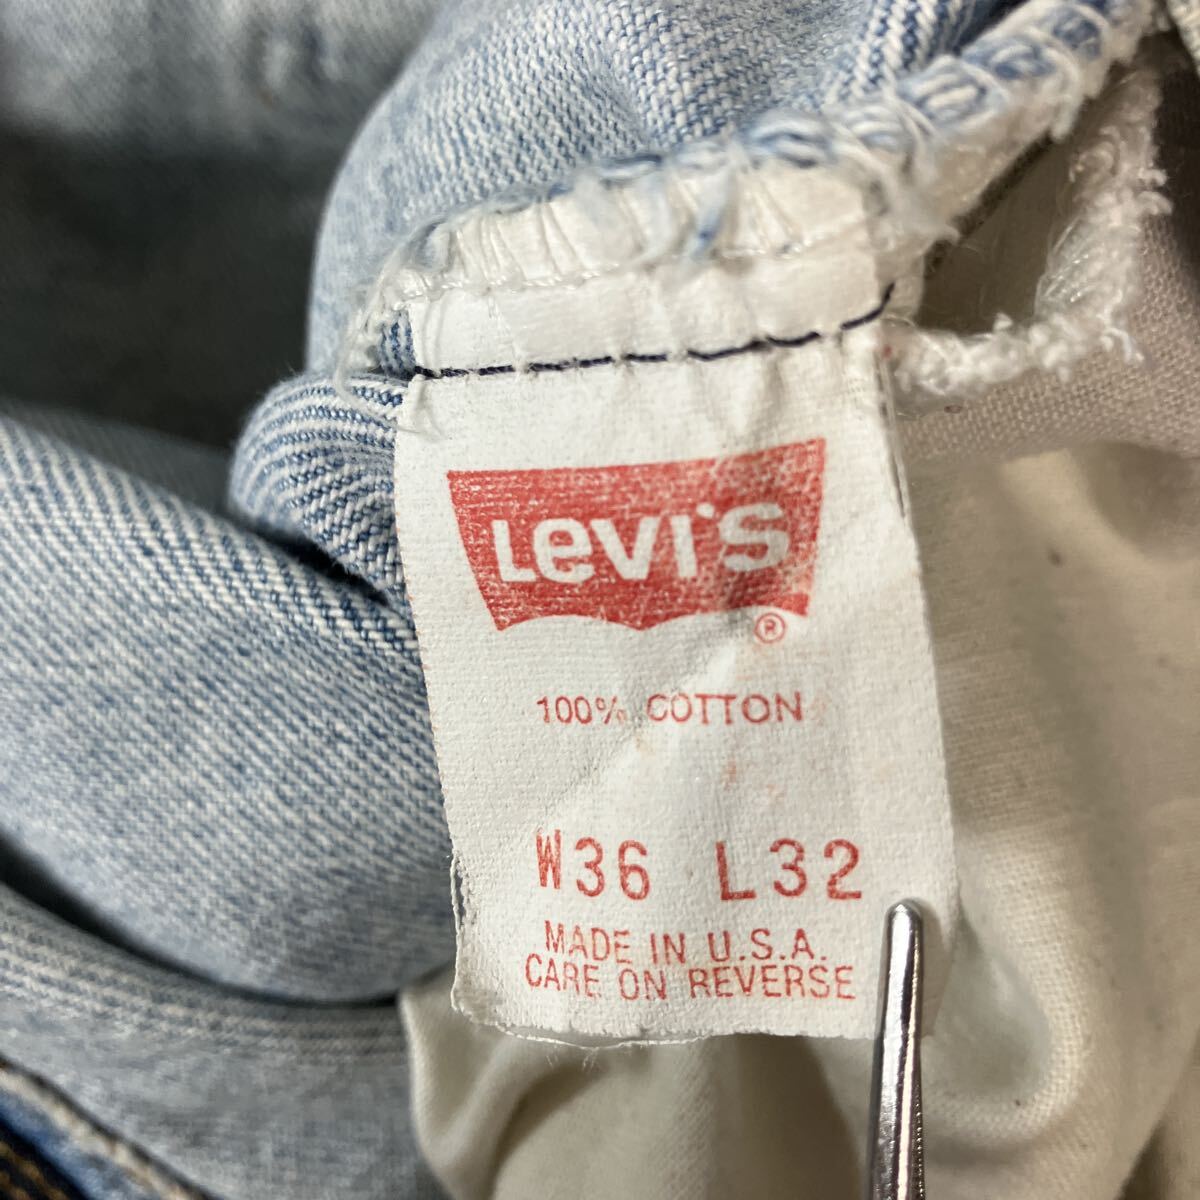 Levi's ®
100% COTTON
W36 L32
MADE IN U.S.A.
CARE ON REVERSE